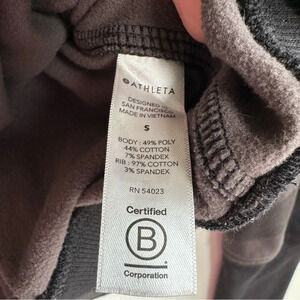 ATHLETA
DESIGNED IN
SAN FRANCISCO
MADE IN VIETNAM
S
BODY : 49% POLY
44% COTTON
7% SPANDEX
RIB : 97% COTTON
3% SPANDEX
RN 54023
Certified
B
Corporation